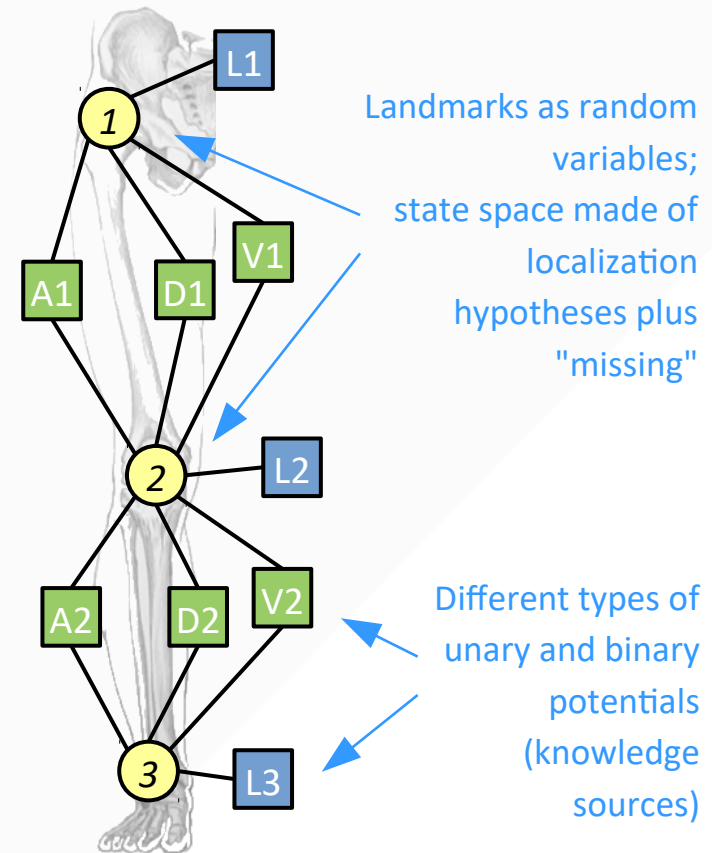 L1
1
Landmarks as random
variables;
state space made of
localization
hypotheses plus
"missing"
A1
D1
V1
2
L2
A2
D2
V2
Different types of
unary and binary
potentials
(knowledge
sources)
3
L3